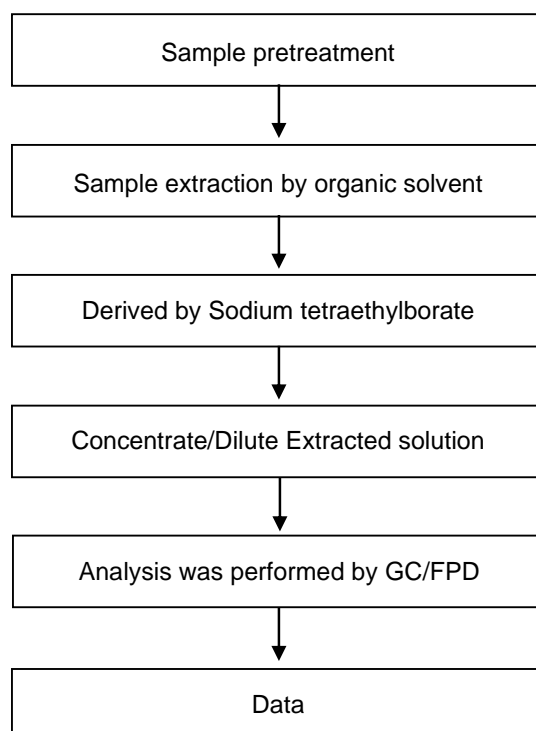 Sample pretreatment
Sample extraction by organic solvent
Derived by Sodium tetraethylborate
Concentrate/Dilute Extracted solution
Analysis was performed by GC/FPD
Data